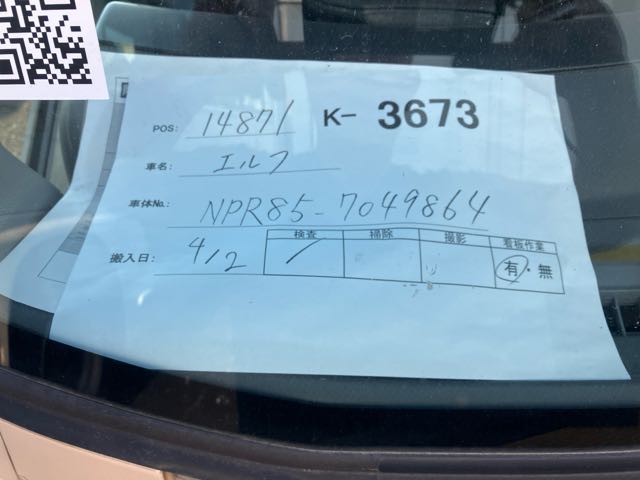 POS: 14871 K- 3673
車名: エルフ
車体No.: NPR85-7049864
搬入日: 4/2
検査 掃除 撮影 看板作業
有・無